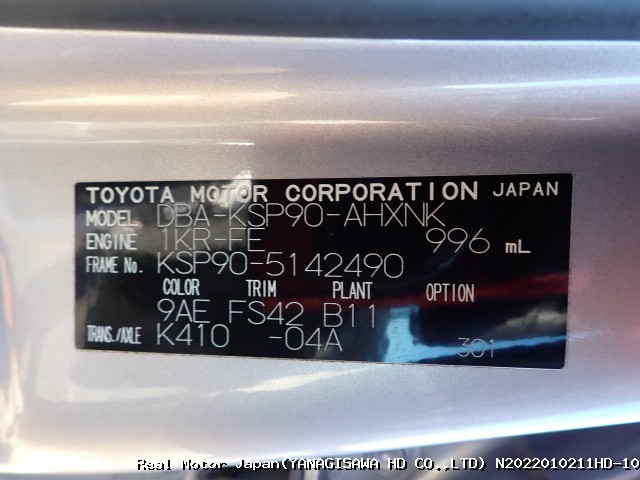 TOYOTA MOTOR CORPORATION JAPAN
MODEL DBA-KSP90-AHXNK
ENGINE 1KR-FE 996 mL
FRAME No. KSP90-5142490
COLOR TRIM PLANT OPTION
9AE FS42 B11
TRANS./AXLE K410 -04A 301
Real Motor Japan(YANAGISAWA HD CO.,LTD) N2022010211HD-10